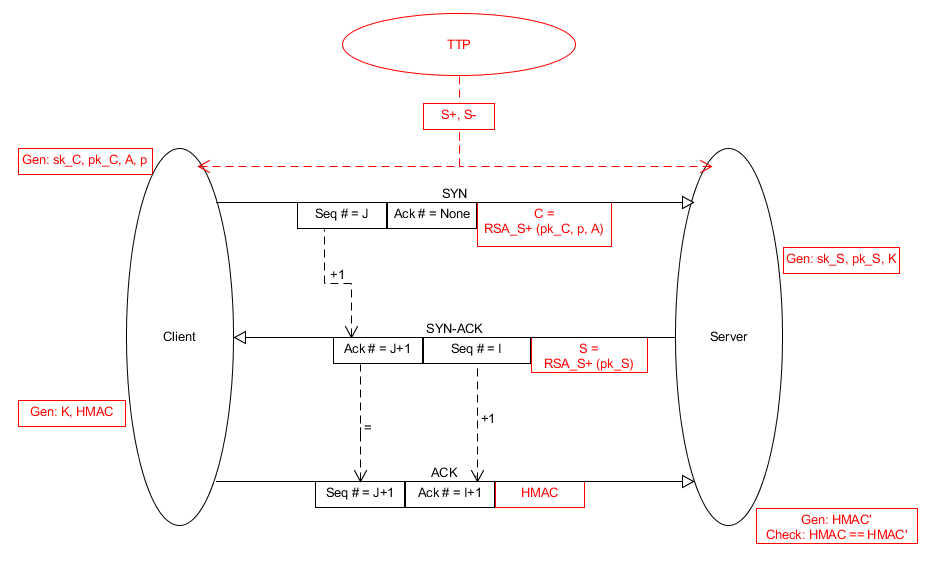 TTP
S+, S-
Gen: sk_C, pk_C, A, p
SYN
Seq # = J
Ack # = None
C =
RSA_S+ (pk_C, p, A)
Gen: sk_S, pk_S, K
+1
Client
SYN-ACK
Server
Ack # = J+1
Seq # = I
S =
RSA_S+ (pk_S)
Gen: K, HMAC
=
+1
ACK
Seq # = J+1
Ack # = I+1
HMAC
Gen: HMAC'
Check: HMAC == HMAC'